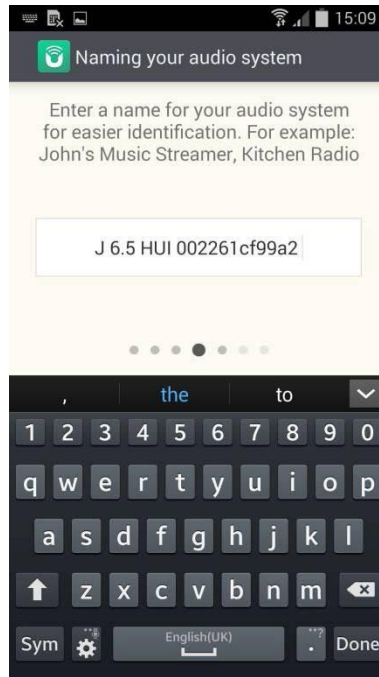 15:09
Naming your audio system
Enter a name for your audio system
for easier identification. For example:
John's Music Streamer, Kitchen Radio
J 6.5 HUI 002261cf99a2
, the to
1 2 3 4 5 6 7 8 9 0
q w e r t y u i o p
a s d f g h j k l
z x c v b n m
English(UK)
Sym . Done